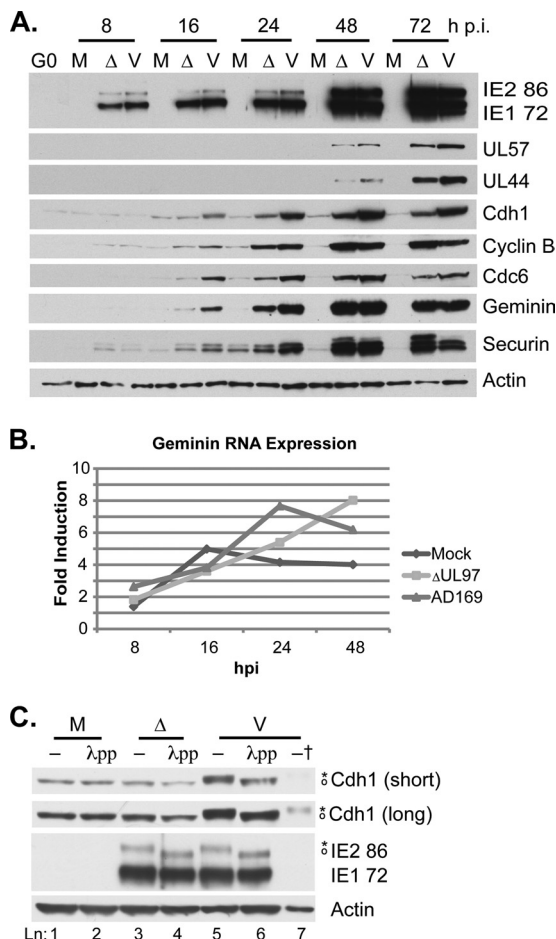 A.
8 16 24 48 72 h p.i.
G0 M Δ V M Δ V M Δ V M Δ V M Δ V
IE2 86
IE1 72
UL57
UL44
Cdh1
Cyclin B
Cdc6
Geminin
Securin
Actin
B.
Geminin RNA Expression
Fold Induction
10
8
6
4
2
0
8 16 24 48
hpi
Mock
ΔUL97
AD169
C.
M Δ V
– λpp – λpp – λpp –†
*o Cdh1 (short)
*o Cdh1 (long)
*o IE2 86
IE1 72
Actin
Ln: 1 2 3 4 5 6 7